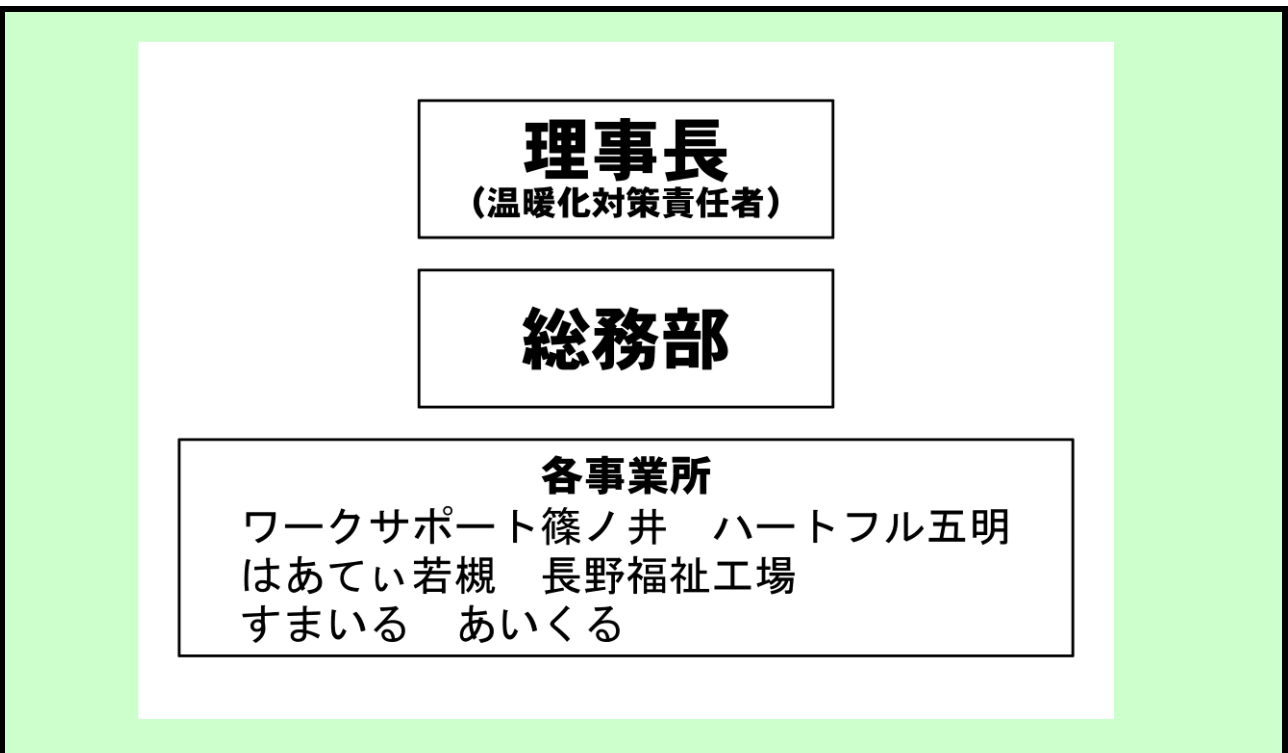 理事長
（温暖化対策責任者）
総務部
各事業所
ワークサポート篠ノ井　ハートフル五明
はあてぃ若槻　長野福祉工場
すまいる　あいくる